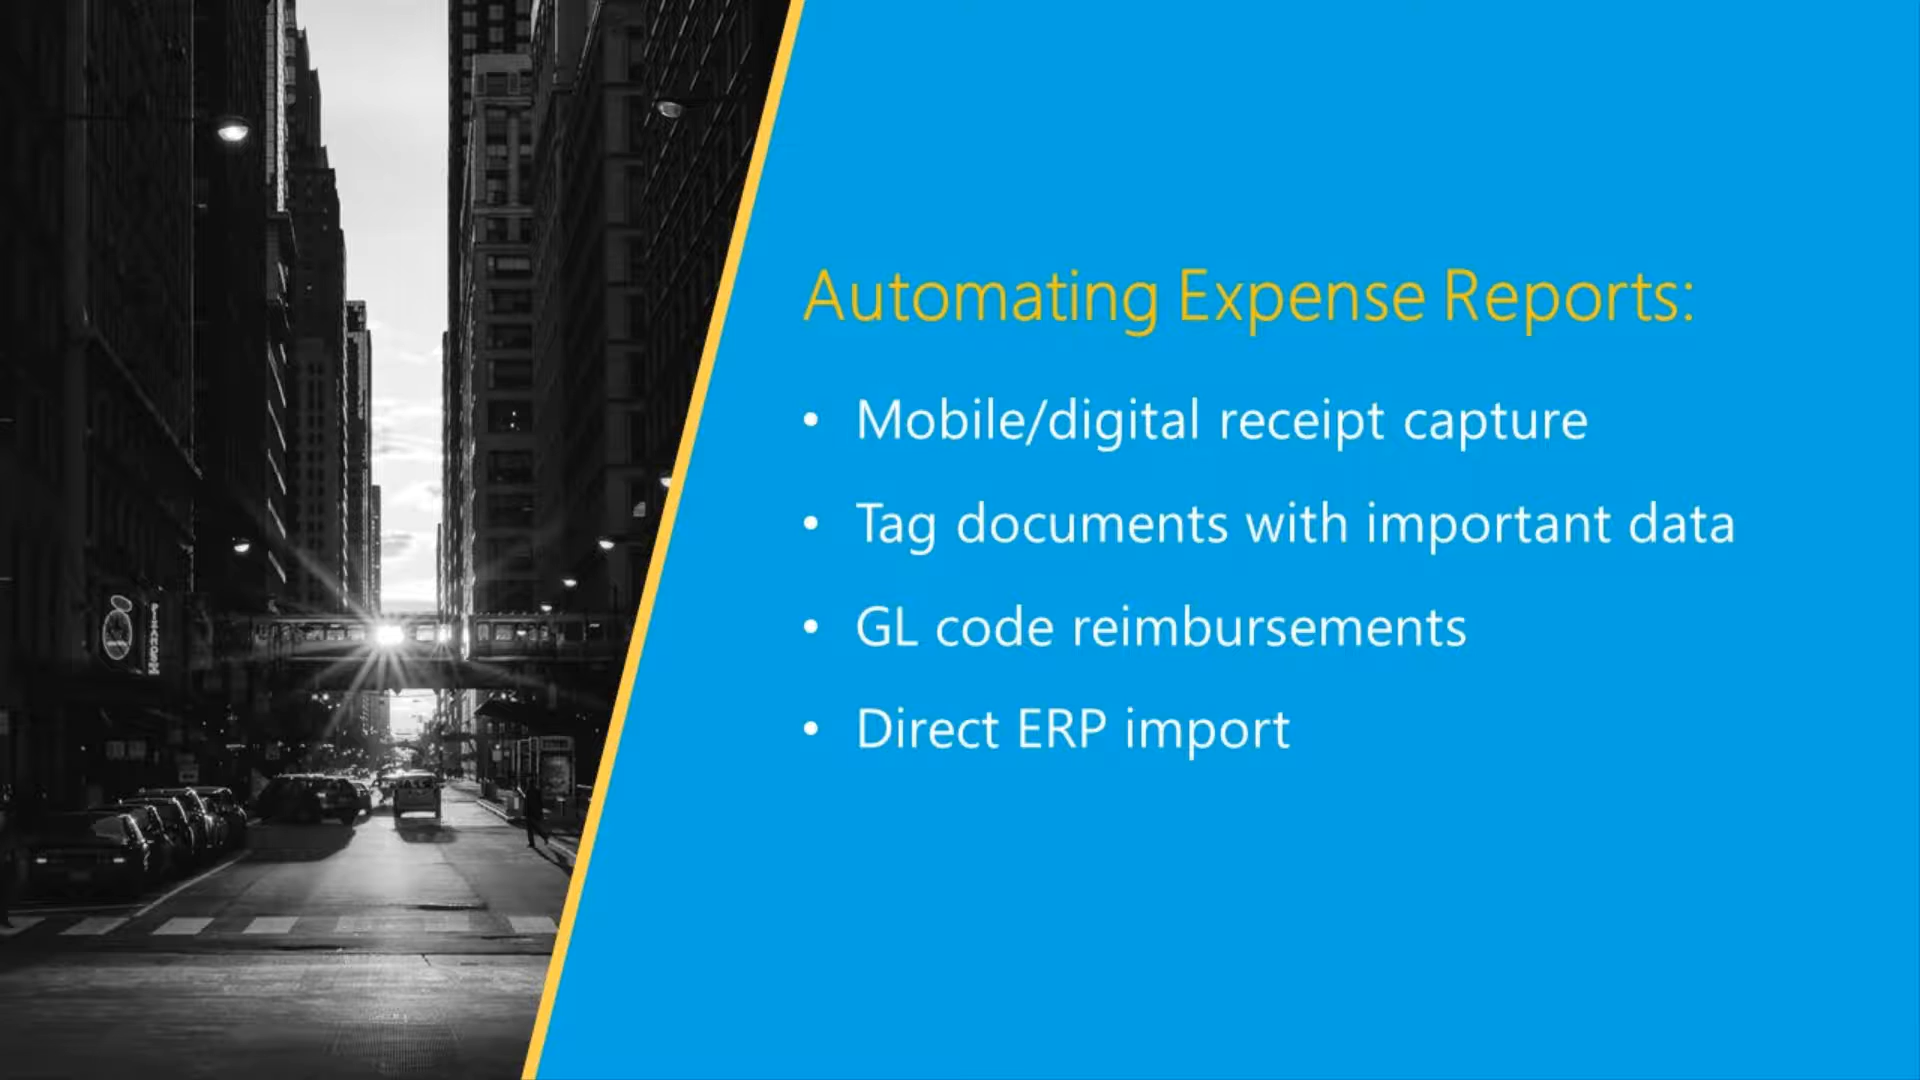 Automating Expense Reports:
• Mobile/digital receipt capture
• Tag documents with important data
• GL code reimbursements
• Direct ERP import